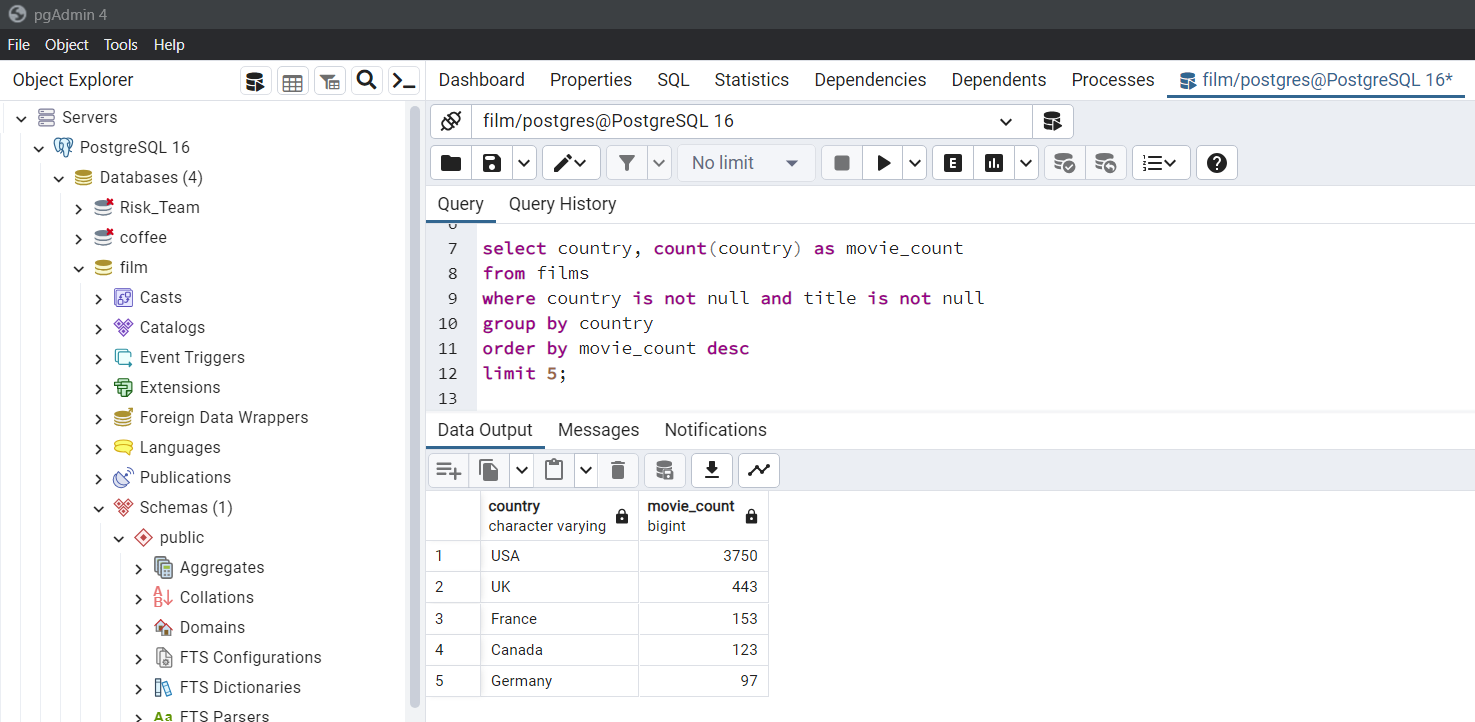 pgAdmin 4
File Object Tools Help
Object Explorer
Dashboard Properties SQL Statistics Dependencies Dependents Processes film/postgres@PostgreSQL 16*
Servers
PostgreSQL 16
Databases (4)
Risk_Team
coffee
film
Casts
Catalogs
Event Triggers
Extensions
Foreign Data Wrappers
Languages
Publications
Schemas (1)
public
Aggregates
Collations
Domains
FTS Configurations
FTS Dictionaries
Aa FTS Parsers
film/postgres@PostgreSQL 16
No limit
E
Query Query History
6
7 select country, count(country) as movie_count
8 from films
9 where country is not null and title is not null
10 group by country
11 order by movie_count desc
12 limit 5;
13
Data Output Messages Notifications
country movie_count
character varying bigint
1 USA 3750
2 UK 443
3 France 153
4 Canada 123
5 Germany 97